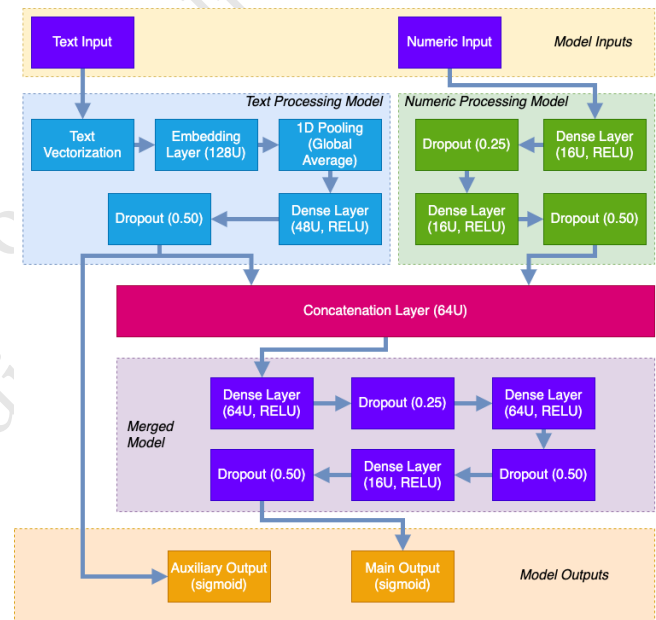 Text Input
Numeric Input
Model Inputs
Text Processing Model
Numeric Processing Model
Text
Vectorization
Embedding
Layer (128U)
1D Pooling
(Global
Average)
Dropout (0.25)
Dense Layer
(16U, RELU)
Dropout (0.50)
Dense Layer
(48U, RELU)
Dense Layer
(16U, RELU)
Dropout (0.50)
Concatenation Layer (64U)
Merged
Model
Dense Layer
(64U, RELU)
Dropout (0.25)
Dense Layer
(64U, RELU)
Dropout (0.50)
Dense Layer
(16U, RELU)
Dropout (0.50)
Auxiliary Output
(sigmoid)
Main Output
(sigmoid)
Model Outputs